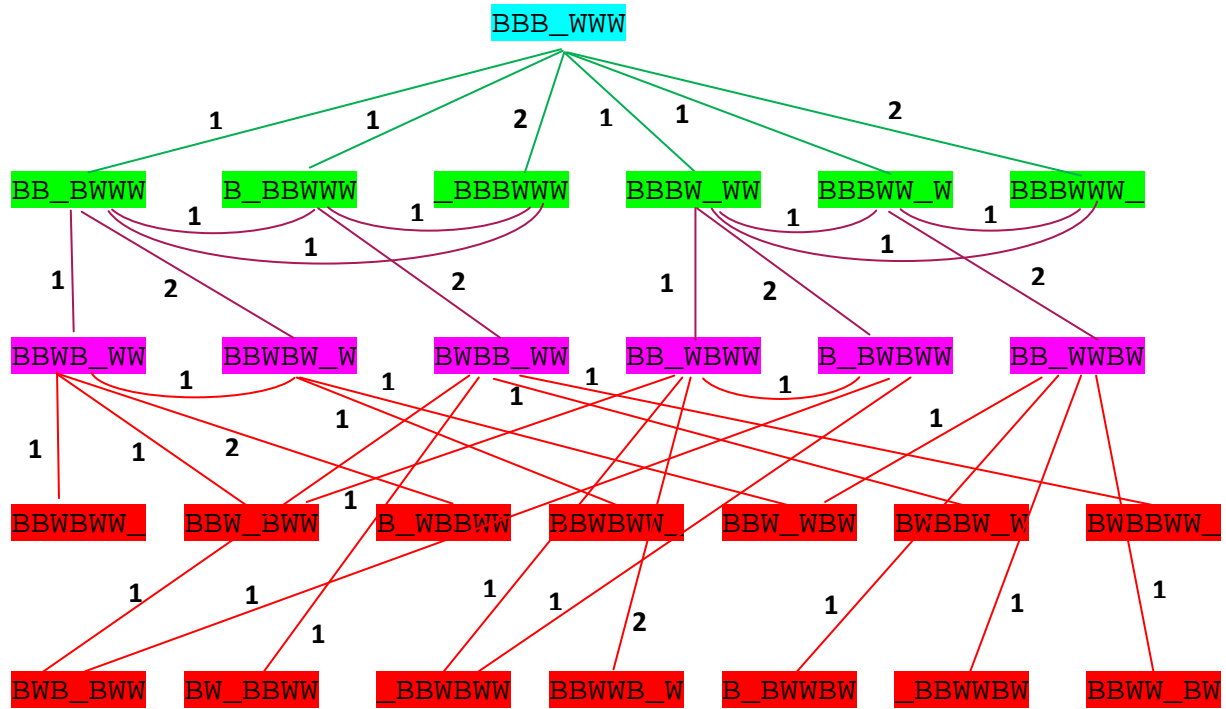 BBB_WWW
1 1 2 1 1 2
BB_BWWW B_BBWWW _BBBWWW BBBW_WW BBBWW_W BBBWWW_
1 1 1 1
1 1
1 2 2 1 2 2
BBWB_WW BBWBW_W BWBB_WW BB_WBWW B_BWBWW BB_WWBW
1 1 1 1
1 1
1 1 2 1
1
BBWBWW_ BBW_BWW B_WBBWW BBWBWW_ BBW_WBW BWBBW_W BWBBWW_
1 1 1 1 1 1 1
1 2
BWB_BWW BW_BBWW _BBWBWW BBWWB_W B_BWWBW _BBWWBW BBWW_BW